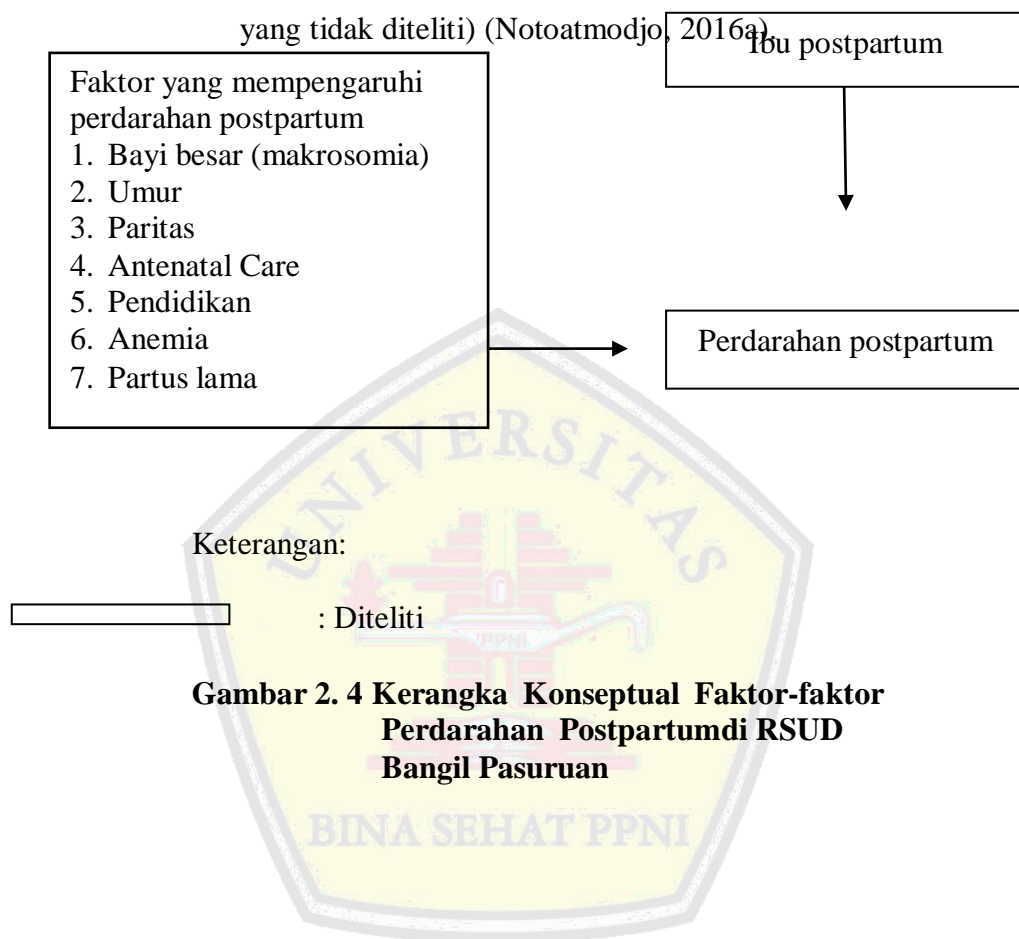 yang tidak diteliti) (Notoatmodjo, 2016a).
Ibu postpartum
Faktor yang mempengaruhi
perdarahan postpartum
1. Bayi besar (makrosomia)
2. Umur
3. Paritas
4. Antenatal Care
5. Pendidikan
6. Anemia
7. Partus lama
Perdarahan postpartum
UNIVERSITAS
Keterangan:
: Diteliti
PPNI
Gambar 2. 4 Kerangka Konseptual Faktor-faktor
Perdarahan Postpartumdi RSUD
Bangil Pasuruan
BINA SEHAT PPNI